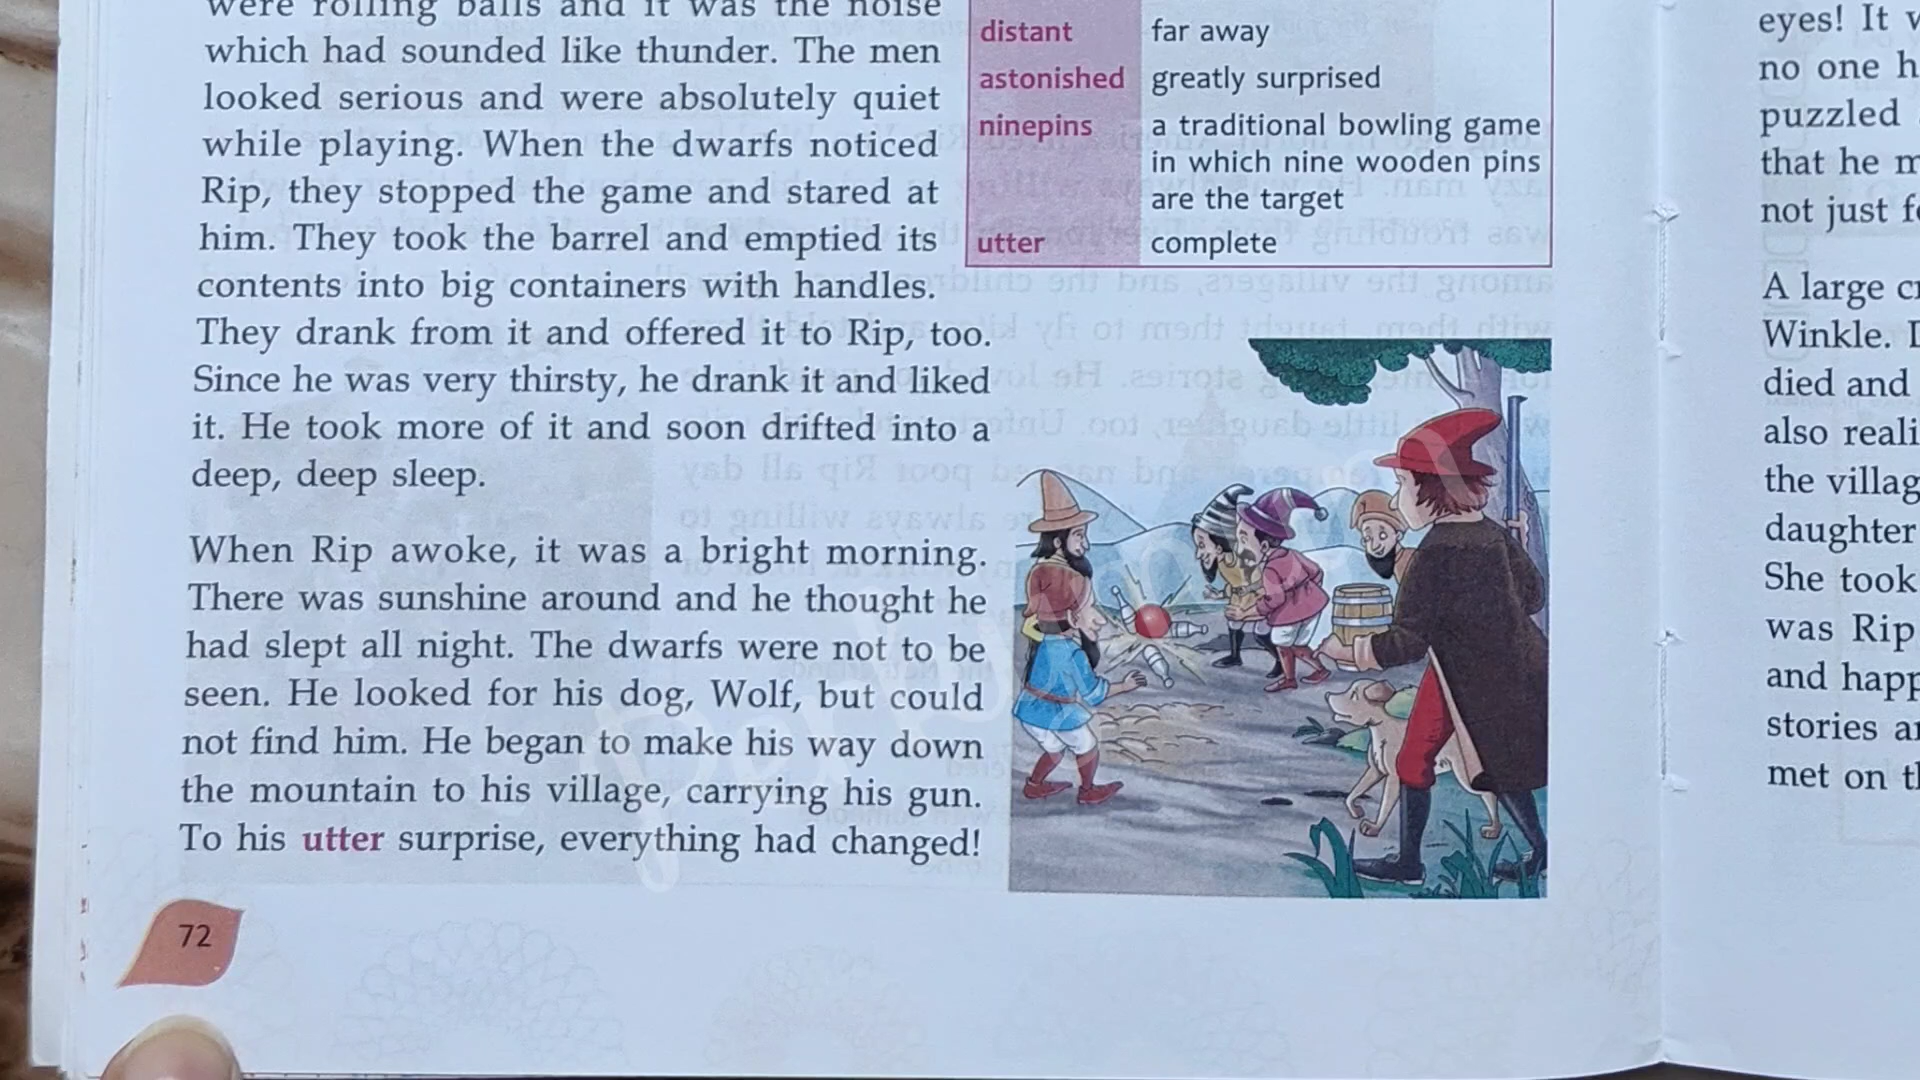 were rolling balls and it was the noise
which had sounded like thunder. The men
looked serious and were absolutely quiet
while playing. When the dwarfs noticed
Rip, they stopped the game and stared at
him. They took the barrel and emptied its
contents into big containers with handles.
They drank from it and offered it to Rip, too.
Since he was very thirsty, he drank it and liked
it. He took more of it and soon drifted into a
deep, deep sleep.
When Rip awoke, it was a bright morning.
There was sunshine around and he thought he
had slept all night. The dwarfs were not to be
seen. He looked for his dog, Wolf, but could
not find him. He began to make his way down
the mountain to his village, carrying his gun.
To his utter surprise, everything had changed!
72
distant far away
astonished greatly surprised
ninepins a traditional bowling game
in which nine wooden pins
are the target
utter complete
eyes! It
no one
puzzled
that he
not just
A large
Winkle.
died and
also
the
daughter
She took
was Rip
and
stories
met on